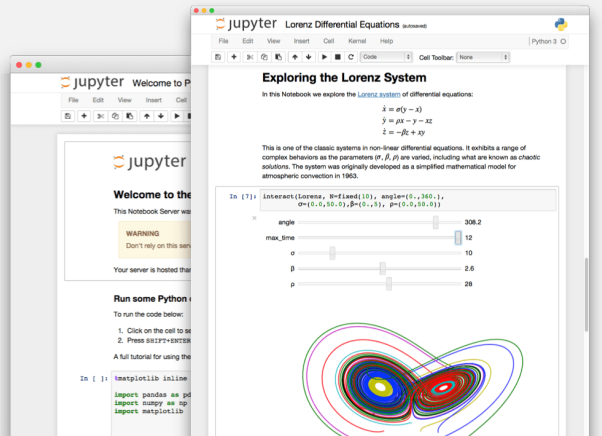 jupyter Lorenz Differential Equations (autosaved)
File Edit View Insert Cell Kernel Help
Python 3
Code Cell Toolbar: None
Exploring the Lorenz System
In this Notebook we explore the Lorenz system of differential equations:
ẋ = σ(y − x)
ẏ = ρx − y − xz
ż = −βz + xy
This is one of the classic systems in non-linear differential equations. It exhibits a range of
complex behaviors as the parameters (σ, β, ρ) are varied, including what are known as chaotic
solutions. The system was originally developed as a simplified mathematical model for
atmospheric convection in 1963.
In [7]: interact(Lorenz, N=fixed(10), angle=(0.,360.),
σ=(0.0,50.0),β=(0.,5), ρ=(0.0,50.0))
angle 308.2
max_time 12
σ 10
β 2.6
ρ 28
jupyter Welcome to P
File Edit View Insert Cell
jupyter
Welcome to the
This Notebook Server was
WARNING
Don't rely on this serv
Your server is hosted than
Run some Python c
To run the code below:
1. Click on the cell to se
2. Press SHIFT+ENTER
A full tutorial for using the
In [ ]: %matplotlib inline
import pandas as pd
import numpy as np
import matplotlib